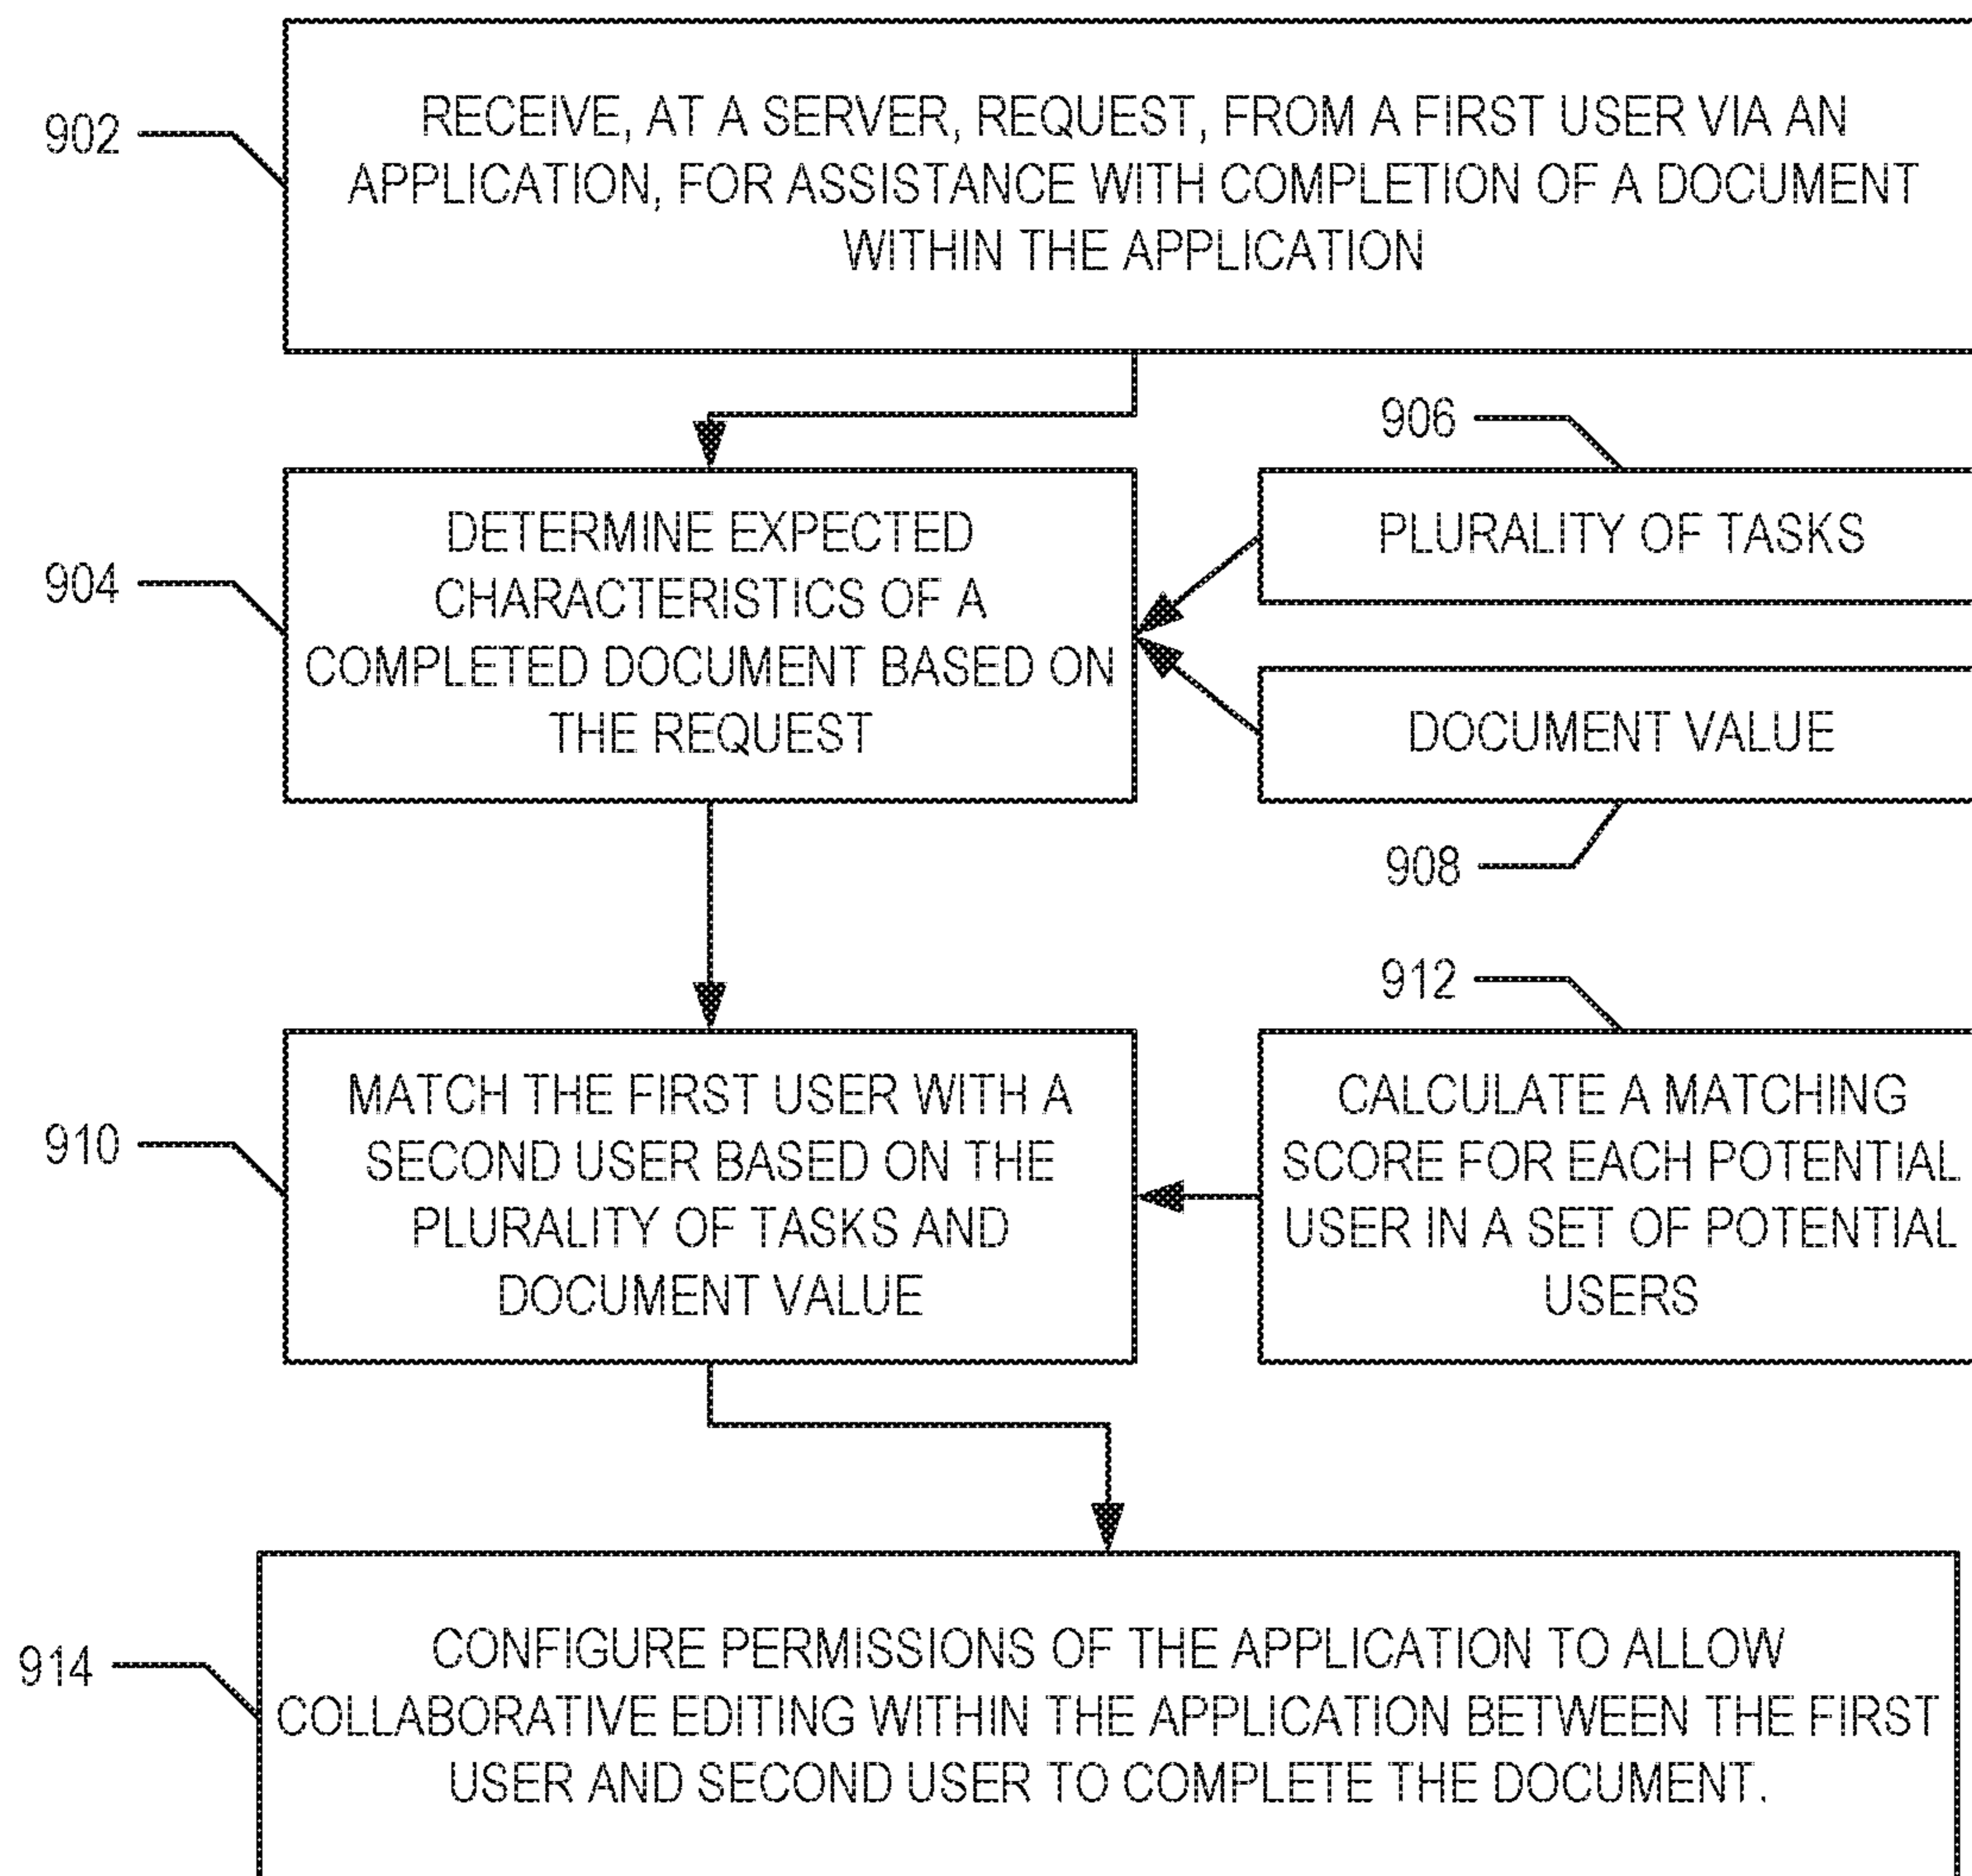 902
RECEIVE, AT A SERVER, REQUEST, FROM A FIRST USER VIA AN
APPLICATION, FOR ASSISTANCE WITH COMPLETION OF A DOCUMENT
WITHIN THE APPLICATION
904
DETERMINE EXPECTED
CHARACTERISTICS OF A
COMPLETED DOCUMENT BASED ON
THE REQUEST
906
PLURALITY OF TASKS
DOCUMENT VALUE
908
910
MATCH THE FIRST USER WITH A
SECOND USER BASED ON THE
PLURALITY OF TASKS AND
DOCUMENT VALUE
912
CALCULATE A MATCHING
SCORE FOR EACH POTENTIAL
USER IN A SET OF POTENTIAL
USERS
914
CONFIGURE PERMISSIONS OF THE APPLICATION TO ALLOW
COLLABORATIVE EDITING WITHIN THE APPLICATION BETWEEN THE FIRST
USER AND SECOND USER TO COMPLETE THE DOCUMENT.